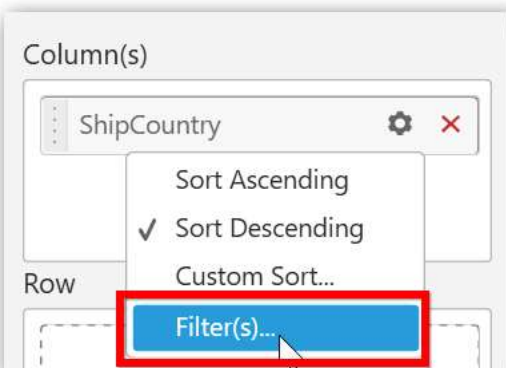 Column(s)
ShipCountry
Sort Ascending
Sort Descending
Custom Sort...
Row
Filter(s)...